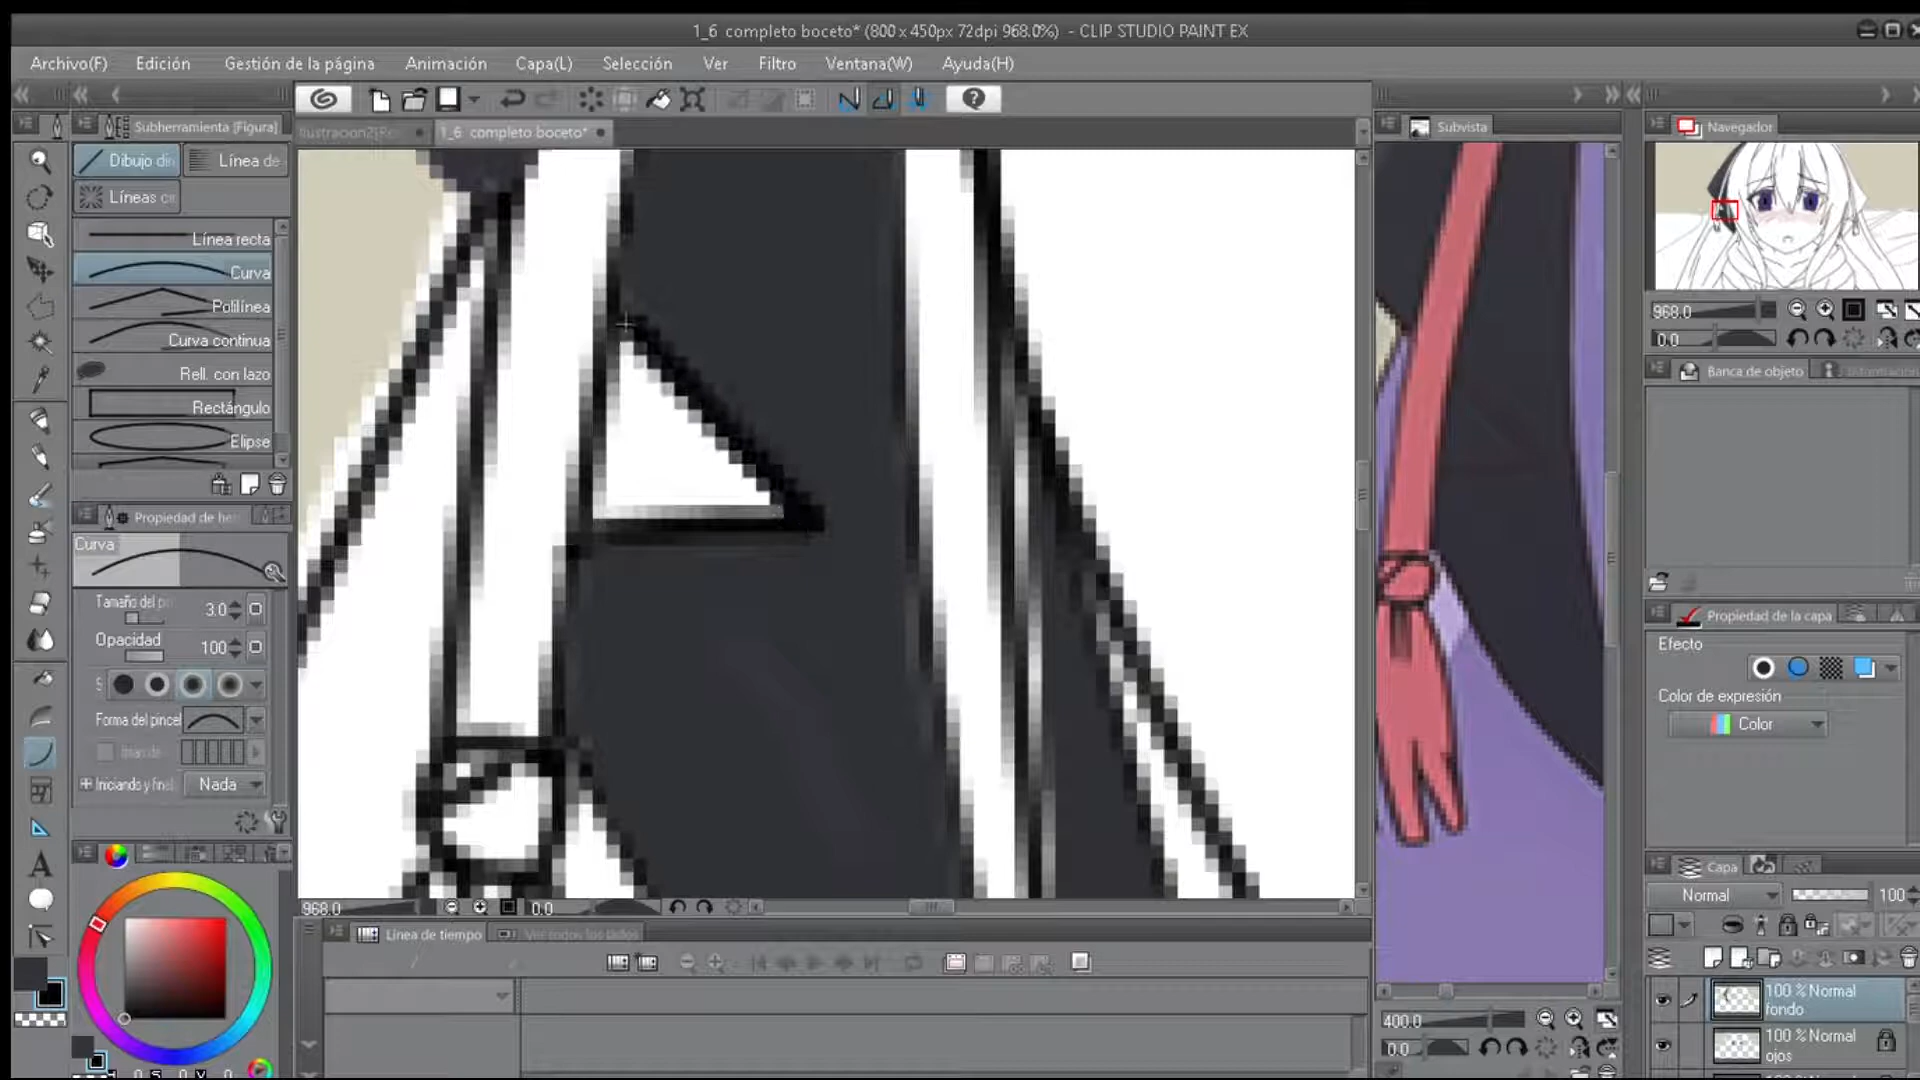 1_6 completo boceto* (800 x 450px 72dpi 968.0%) - CLIP STUDIO PAINT EX
Archivo(F) Edición Gestión de la página Animación Capa(L) Selección Ver Filtro Ventana(W) Ayuda(H)
Subherramienta [Figura]
1_6 completo boceto*
Subvista
Navegador
Dibujo dir
Línea de
Líneas c
Línea recta
Curva
Polilínea
Curva continua
Rell. con lazo
Rectángulo
Elipse
968.0
0.0
Banca de objeto
Propiedad de her
Curva
Tamaño del p
3.0
Opacidad
100
Forma del pincel
Iniciando y final
Nada
Propiedad de la capa
Efecto
Color de expresión
Color
Capa
Normal
100
968.0
0.0
Línea de tiempo
Ver todos los lados
400.0
0.0
100 % Normal
fondo
100 % Normal
ojos